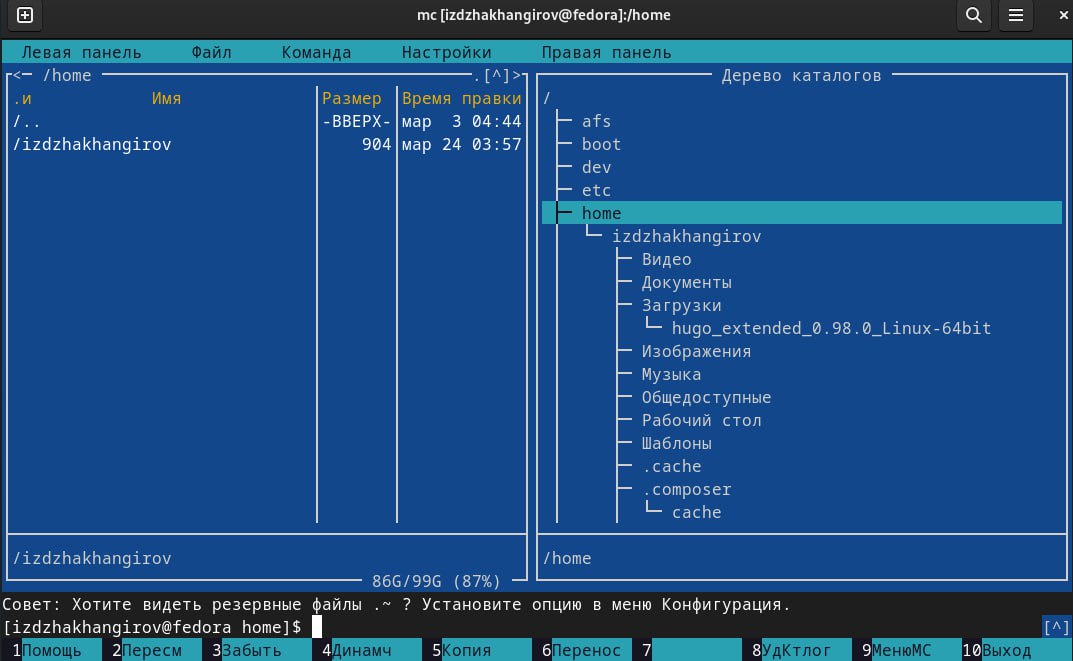 mc [izdzhakhangirov@fedora]:/home
Левая панель Файл Команда Настройки Правая панель
<─ /home .[^]>
.и Имя Размер Время правки
/.. -ВВЕРХ- мар 3 04:44
/izdzhakhangirov 904 мар 24 03:57
/izdzhakhangirov
86G/99G (87%)
Дерево каталогов
/
afs
boot
dev
etc
home
izdzhakhangirov
Видео
Документы
Загрузки
hugo_extended_0.98.0_Linux-64bit
Изображения
Музыка
Общедоступные
Рабочий стол
Шаблоны
.cache
.composer
cache
/home
Совет: Хотите видеть резервные файлы .~ ? Установите опцию в меню Конфигурация.
[izdzhakhangirov@fedora home]$ [^]
1Помощь 2Пересм 3Забыть 4Динамч 5Копия 6Перенос 7 8УдКтлог 9МенюМС 10Выход